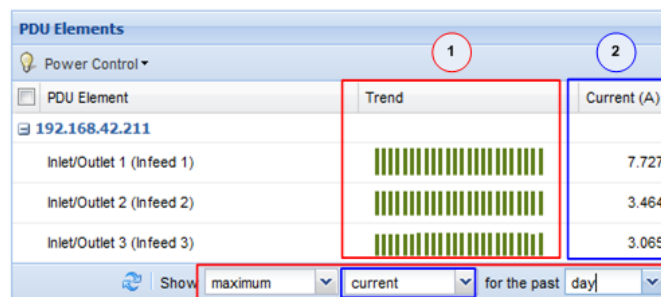 PDU Elements
1
2
Power Control
PDU Element Trend Current (A)
192.168.42.211
Inlet/Outlet 1 (Infeed 1) 7.727
Inlet/Outlet 2 (Infeed 2) 3.464
Inlet/Outlet 3 (Infeed 3) 3.065
Show maximum current for the past day